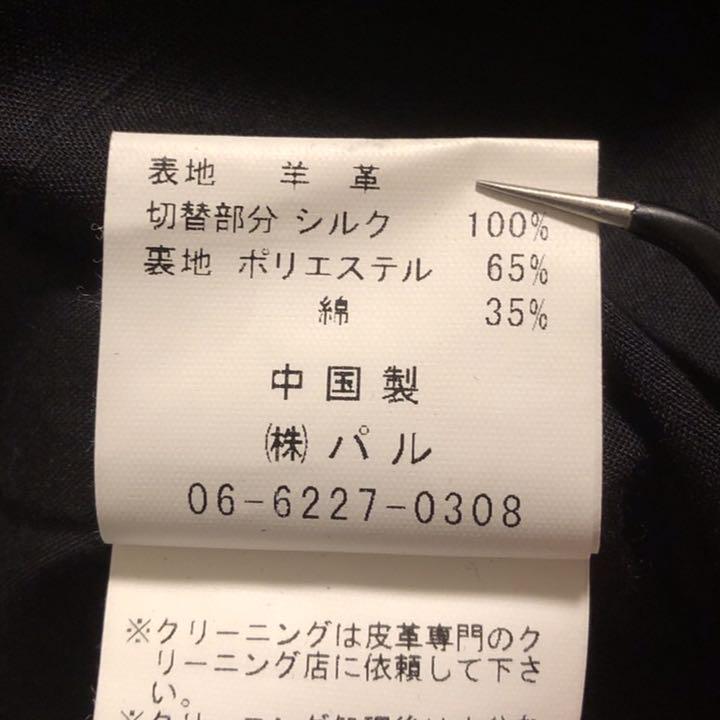 表地 羊 革
切替部分 シルク 100%
裏地 ポリエステル 65%
綿 35%
中国製
㈱パル
06-6227-0308
※クリーニングは皮革専門のク
リーニング店に依頼して下さ
い。